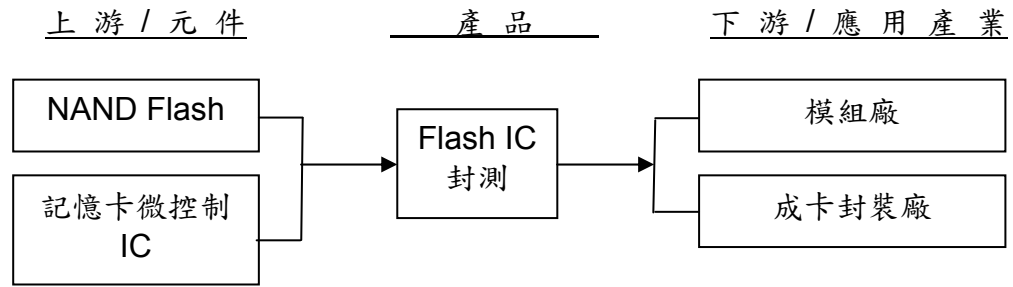 上 游 / 元 件
產 品
下 游 / 應 用 產 業
NAND Flash
記憶卡微控制
IC
Flash IC
封測
模組廠
成卡封裝廠